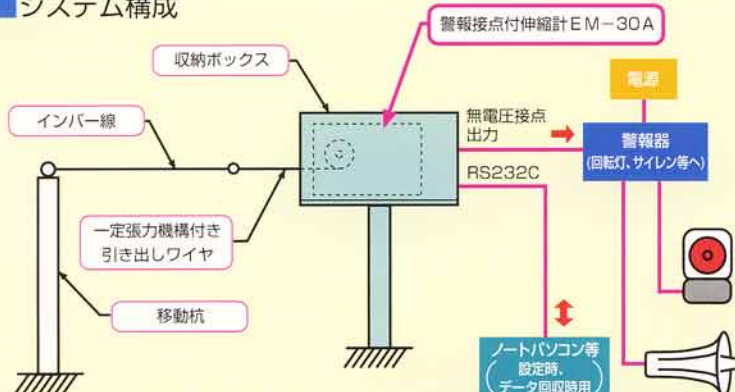 システム構成
警報接点付伸縮計EM－30A
収納ボックス
電源
インバー線
無電圧接点
出力
警報器
(回転灯、サイレン等へ)
RS232C
一定張力機構付き
引き出しワイヤ
移動杭
ノートパソコン等
設定時、
データ回収時用